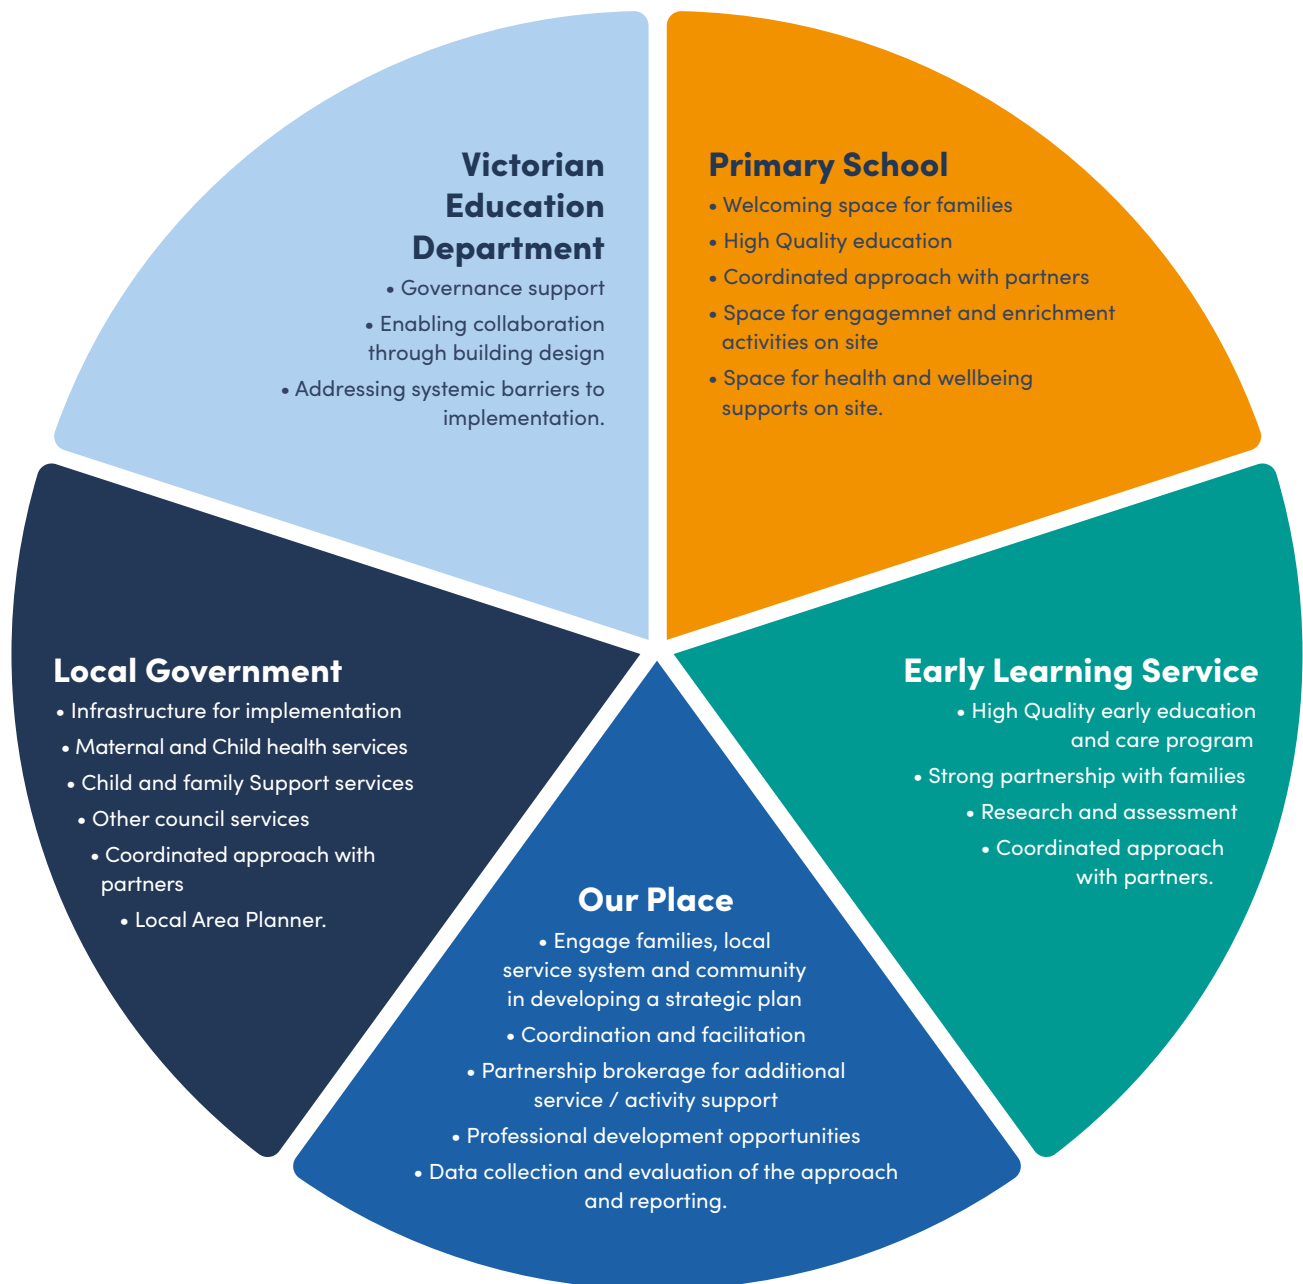 Victorian
Education
Department
• Governance support
• Enabling collaboration
through building design
• Addressing systemic barriers to
implementation.
Primary School
• Welcoming space for families
• High Quality education
• Coordinated approach with partners
• Space for engagemnet and enrichment
activities on site
• Space for health and wellbeing
supports on site.
Local Government
• Infrastructure for implementation
• Maternal and Child health services
• Child and family Support services
• Other council services
• Coordinated approach with
partners
• Local Area Planner.
Early Learning Service
• High Quality early education
and care program
• Strong partnership with families
• Research and assessment
• Coordinated approach
with partners.
Our Place
• Engage families, local
service system and community
in developing a strategic plan
• Coordination and facilitation
• Partnership brokerage for additional
service / activity support
• Professional development opportunities
• Data collection and evaluation of the approach
and reporting.